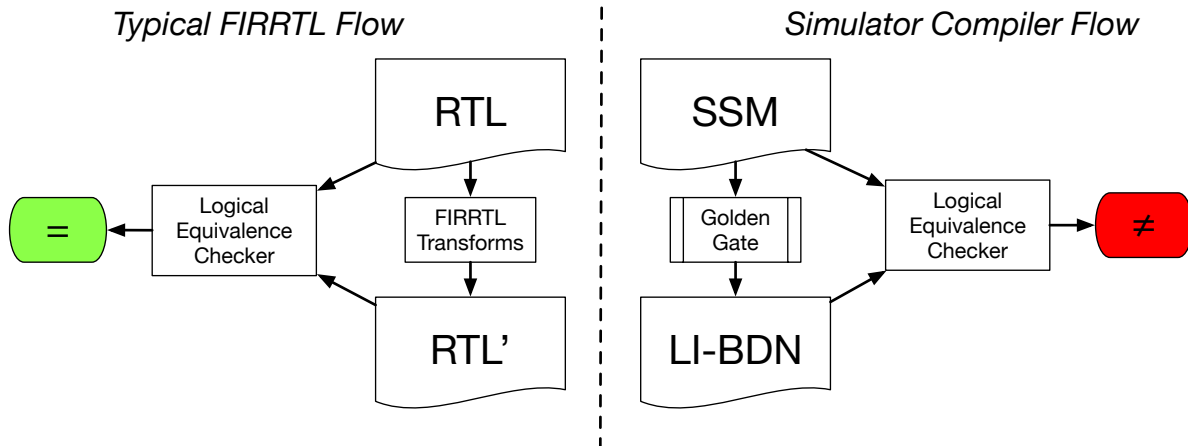 Typical FIRRTL Flow
RTL
Logical
Equivalence
Checker
=
FIRRTL
Transforms
RTL’
Simulator Compiler Flow
SSM
Golden
Gate
Logical
Equivalence
Checker
≠
LI-BDN